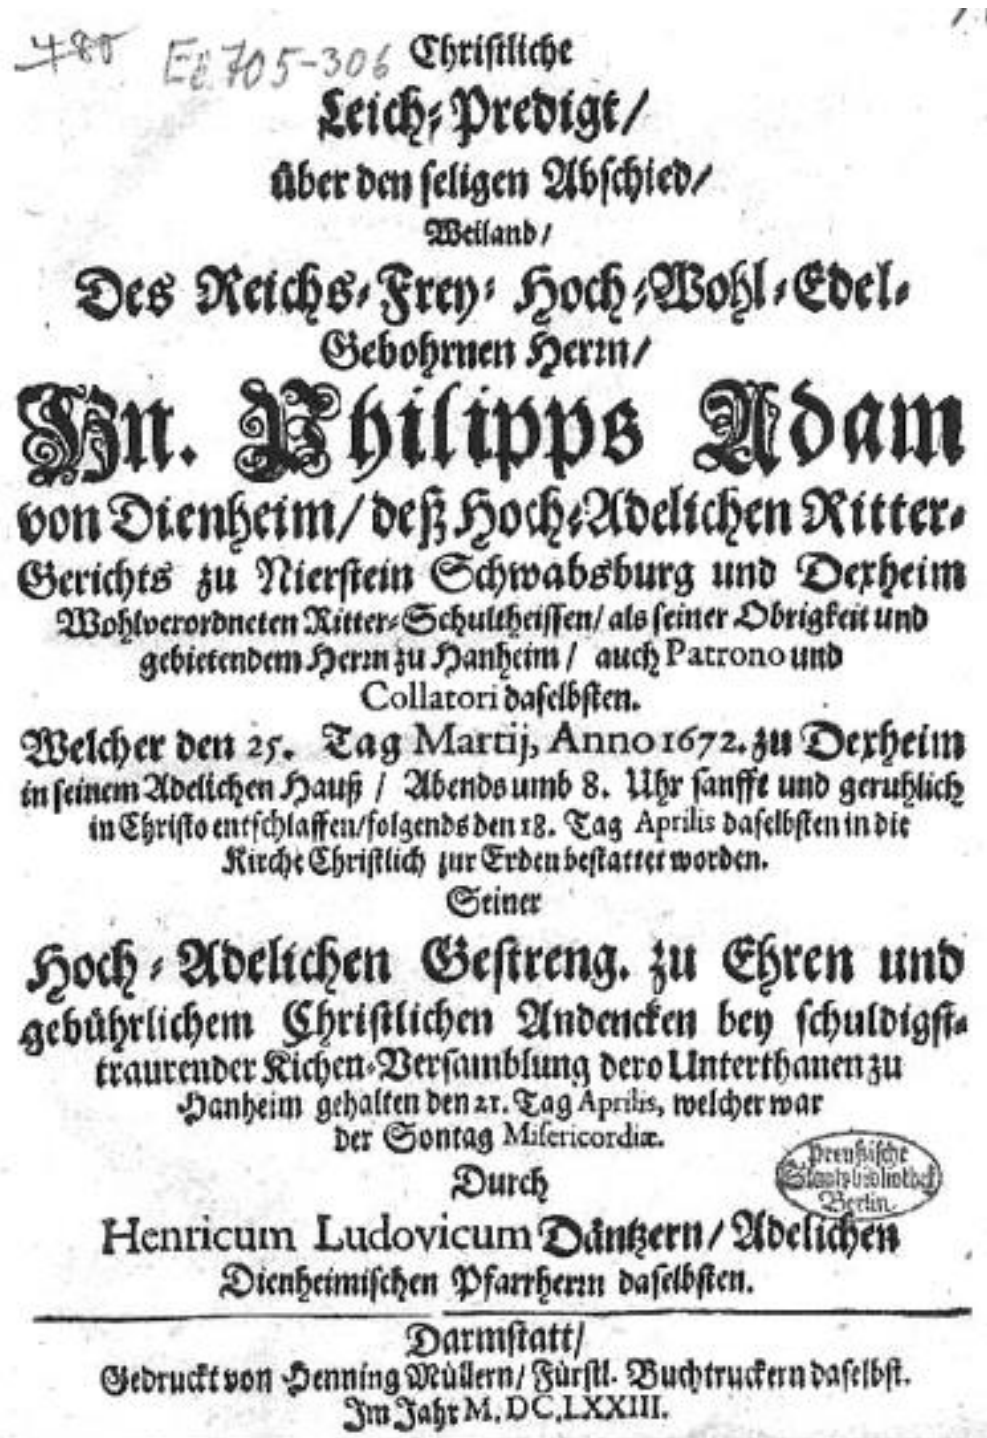 480 Ee 705-306
Christliche
Leich-Predigt/
über den seligen Abschied/
Weiland/
Des Reichs-Frey- Hoch-Wohl-Edel-
Gebohrnen Herrn/
Hn. Philipps Adam
von Dienheim/ deß Hoch-Adelichen Ritter-
Gerichts zu Nierstein Schwabsburg und Dexheim
Wohlverordneten Ritter-Schultheissen/ als seiner Obrigkeit und
gebietendem Herrn zu Hanheim / auch Patrono und
Collatori daselbsten.
Welcher den 25. Tag Martij, Anno 1672. zu Dexheim
in seinem Adelichen Hauß / Abends umb 8. Uhr sanfft und geruhlich
in Christo entschlaffen/ folgends den 18. Tag Aprilis daselbsten in die
Kirche Christlich zur Erden bestattet worden.
Seiner
Hoch-Adelichen Gestreng. zu Ehren und
gebührlichem Christlichen Andencken bey schuldigst-
traurender Kichen-Versamblung dero Unterthanen zu
Hanheim gehalten den 21. Tag Aprilis, welcher war
der Sontag Misericordiæ.
Durch
Preußische
Staatsbibliothek
Berlin
Henricum Ludovicum Däntzern/ Adelichen
Dienheimischen Pfarrherrn daselbsten.
Darmstatt/
Gedruckt von Henning Müllern/ Fürstl. Buchtruckern daselbst.
Im Jahr M. DC. LXXIII.